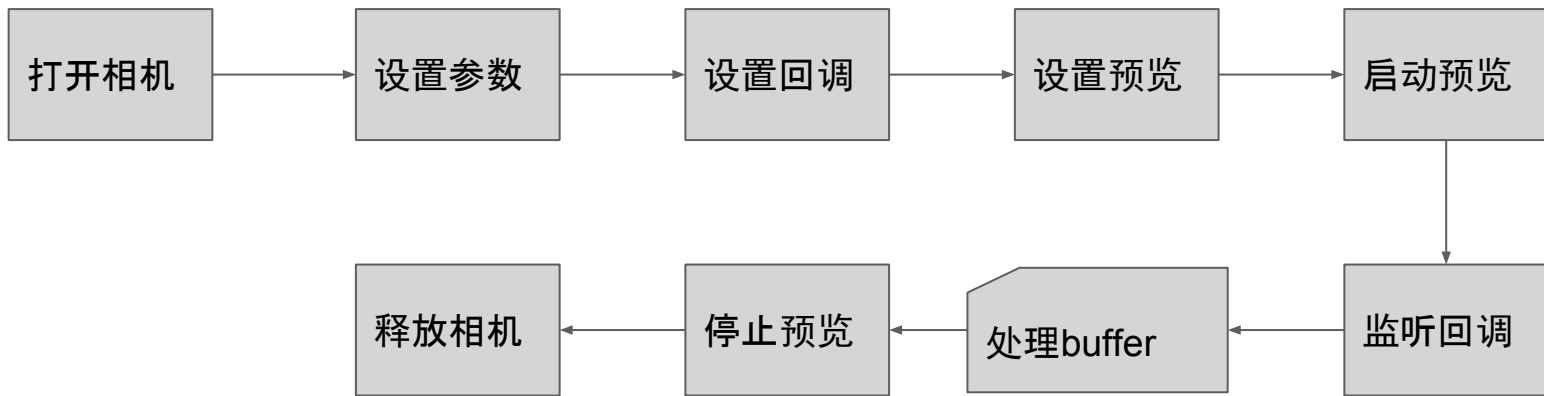 打开相机
设置参数
设置回调
设置预览
启动预览
监听回调
处理buffer
停止预览
释放相机